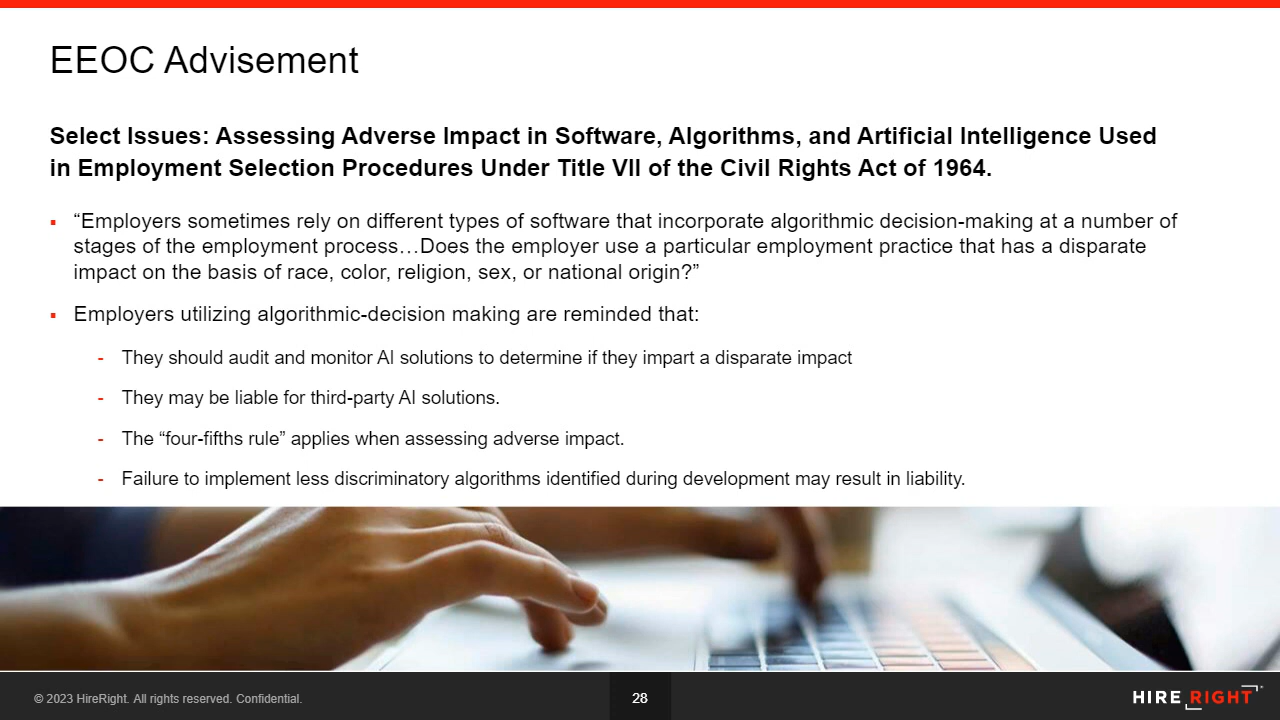 EEOC Advisement
Select Issues: Assessing Adverse Impact in Software, Algorithms, and Artificial Intelligence Used
in Employment Selection Procedures Under Title VII of the Civil Rights Act of 1964.
▪ “Employers sometimes rely on different types of software that incorporate algorithmic decision-making at a number of
stages of the employment process…Does the employer use a particular employment practice that has a disparate
impact on the basis of race, color, religion, sex, or national origin?”
▪ Employers utilizing algorithmic-decision making are reminded that:
- They should audit and monitor AI solutions to determine if they impart a disparate impact
- They may be liable for third-party AI solutions.
- The “four-fifths rule” applies when assessing adverse impact.
- Failure to implement less discriminatory algorithms identified during development may result in liability.
© 2023 HireRight. All rights reserved. Confidential.
28
HIRE RIGHT